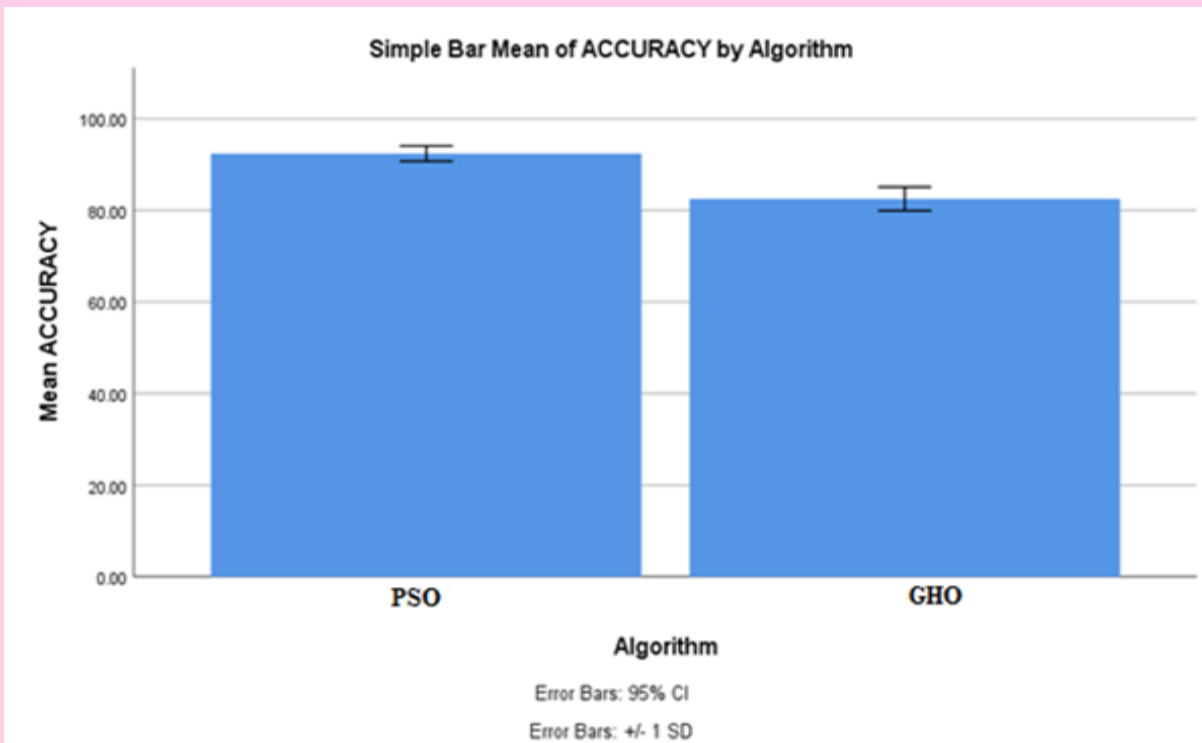 Simple Bar Mean of ACCURACY by Algorithm
Mean ACCURACY
100.00
80.00
60.00
40.00
20.00
0.00
PSO GHO
Algorithm
Error Bars: 95% CI
Error Bars: +/- 1 SD